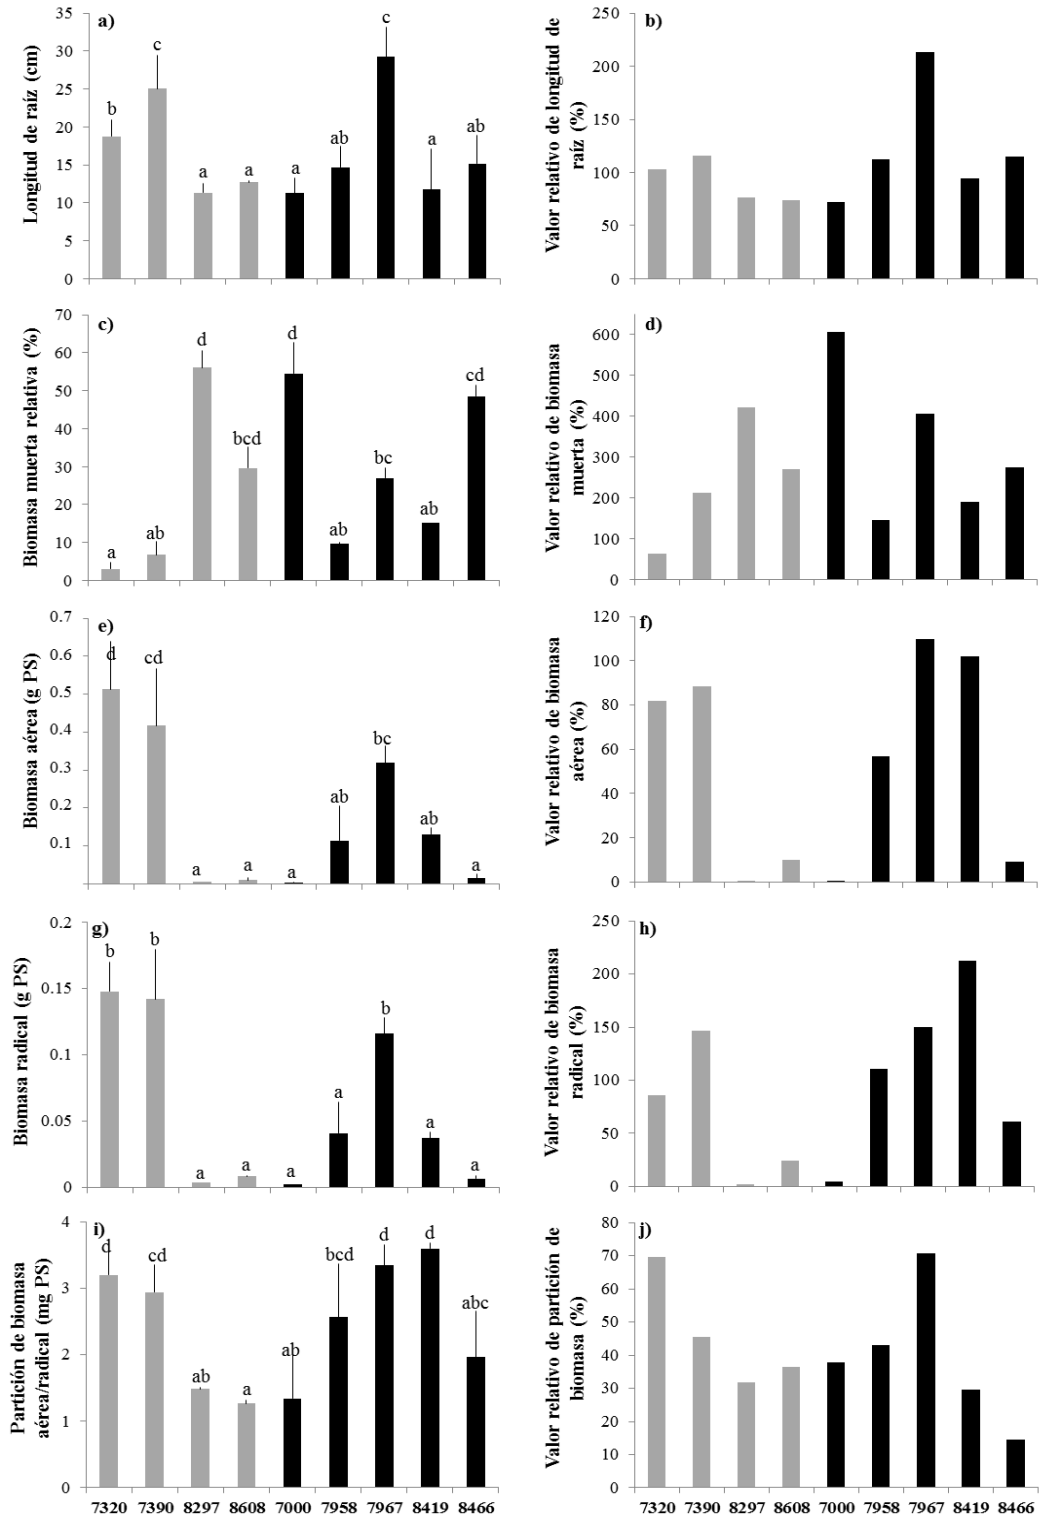 a)
Longitud de raíz (cm)
35
30
25
20
15
10
5
0
b
c
a
a
a
ab
c
a
ab
b)
Valor relativo de longitud de
raíz (%)
250
200
150
100
50
0
c)
Biomasa muerta relativa (%)
70
60
50
40
30
20
10
0
a
ab
d
bcd
d
ab
bc
ab
cd
d)
Valor relativo de biomasa
muerta (%)
600
500
400
300
200
100
0
e)
Biomasa aérea (g PS)
0.7
0.6
0.5
0.4
0.3
0.2
0.1
d
cd
a
a
a
ab
bc
ab
a
f)
Valor relativo de biomasa
aérea (%)
120
100
80
60
40
20
0
g)
Biomasa radical (g PS)
0.2
0.15
0.1
0.05
0
b
b
a
a
a
a
b
a
a
h)
Valor relativo de biomasa
radical (%)
250
200
150
100
50
0
i)
Partición de biomasa
aérea/radical (mg PS)
4
3
2
1
0
d
cd
ab
a
ab
bcd
d
d
abc
7320 7390 8297 8608 7000 7958 7967 8419 8466
j)
Valor relativo de partición de
biomasa (%)
80
70
60
50
40
30
20
10
0
7320 7390 8297 8608 7000 7958 7967 8419 8466